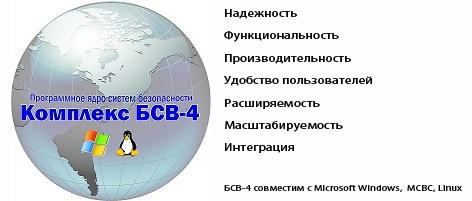 Программное ядро систем безопасности
Комплекс БСВ-4
Надежность
Функциональность
Производительность
Удобство пользователей
Расширяемость
Масштабируемость
Интеграция
БСВ-4 совместим с Microsoft Windows, МСВС, Linux